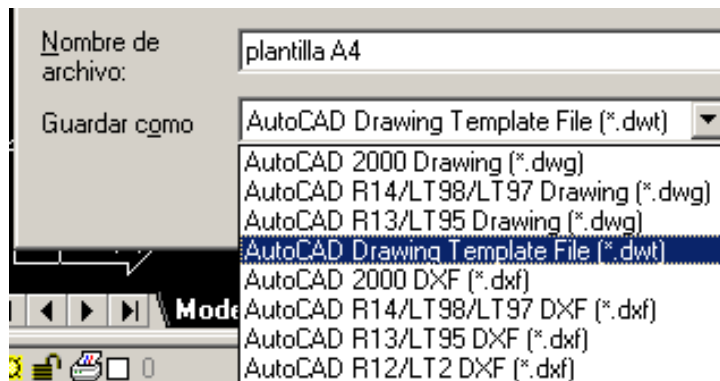 Nombre de
archivo:
plantilla A4
Guardar como
AutoCAD Drawing Template File (*.dwt)
AutoCAD 2000 Drawing (*.dwg)
AutoCAD R14/LT98/LT97 Drawing (*.dwg)
AutoCAD R13/LT95 Drawing (*.dwg)
AutoCAD Drawing Template File (*.dwt)
AutoCAD 2000 DXF (*.dxf)
AutoCAD R14/LT98/LT97 DXF (*.dxf)
AutoCAD R13/LT95 DXF (*.dxf)
AutoCAD R12/LT2 DXF (*.dxf)
Mode
0